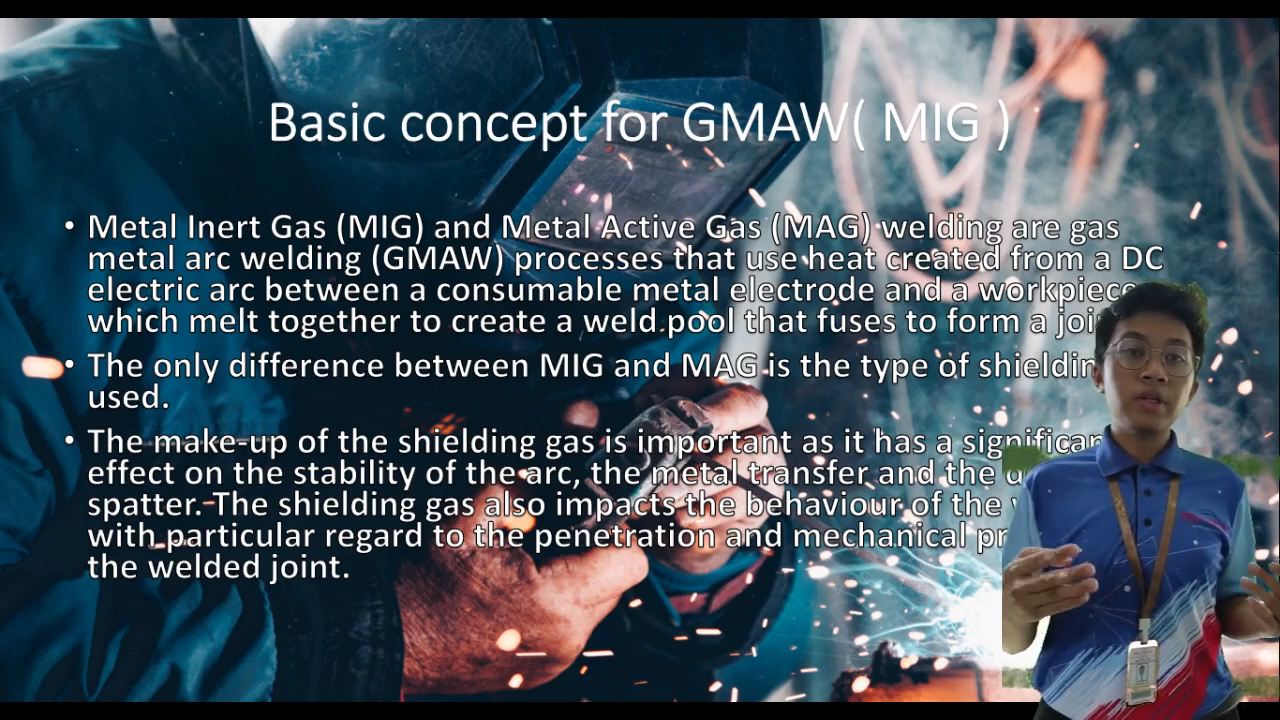 Basic concept for GMAW( MIG )
• Metal Inert Gas (MIG) and Metal Active Gas (MAG) welding are gas
metal arc welding (GMAW) processes that use heat created from a DC
electric arc between a consumable metal electrode and a workpiece
which melt together to create a weld pool that fuses to form a
• The only difference between MIG and MAG is the type of
used.
• The make-up of the shielding gas is important as it has a
effect on the stability of the arc, the metal transfer and the
spatter. The shielding gas also impacts the behaviour of the
with particular regard to the penetration and mechanical
the welded joint.